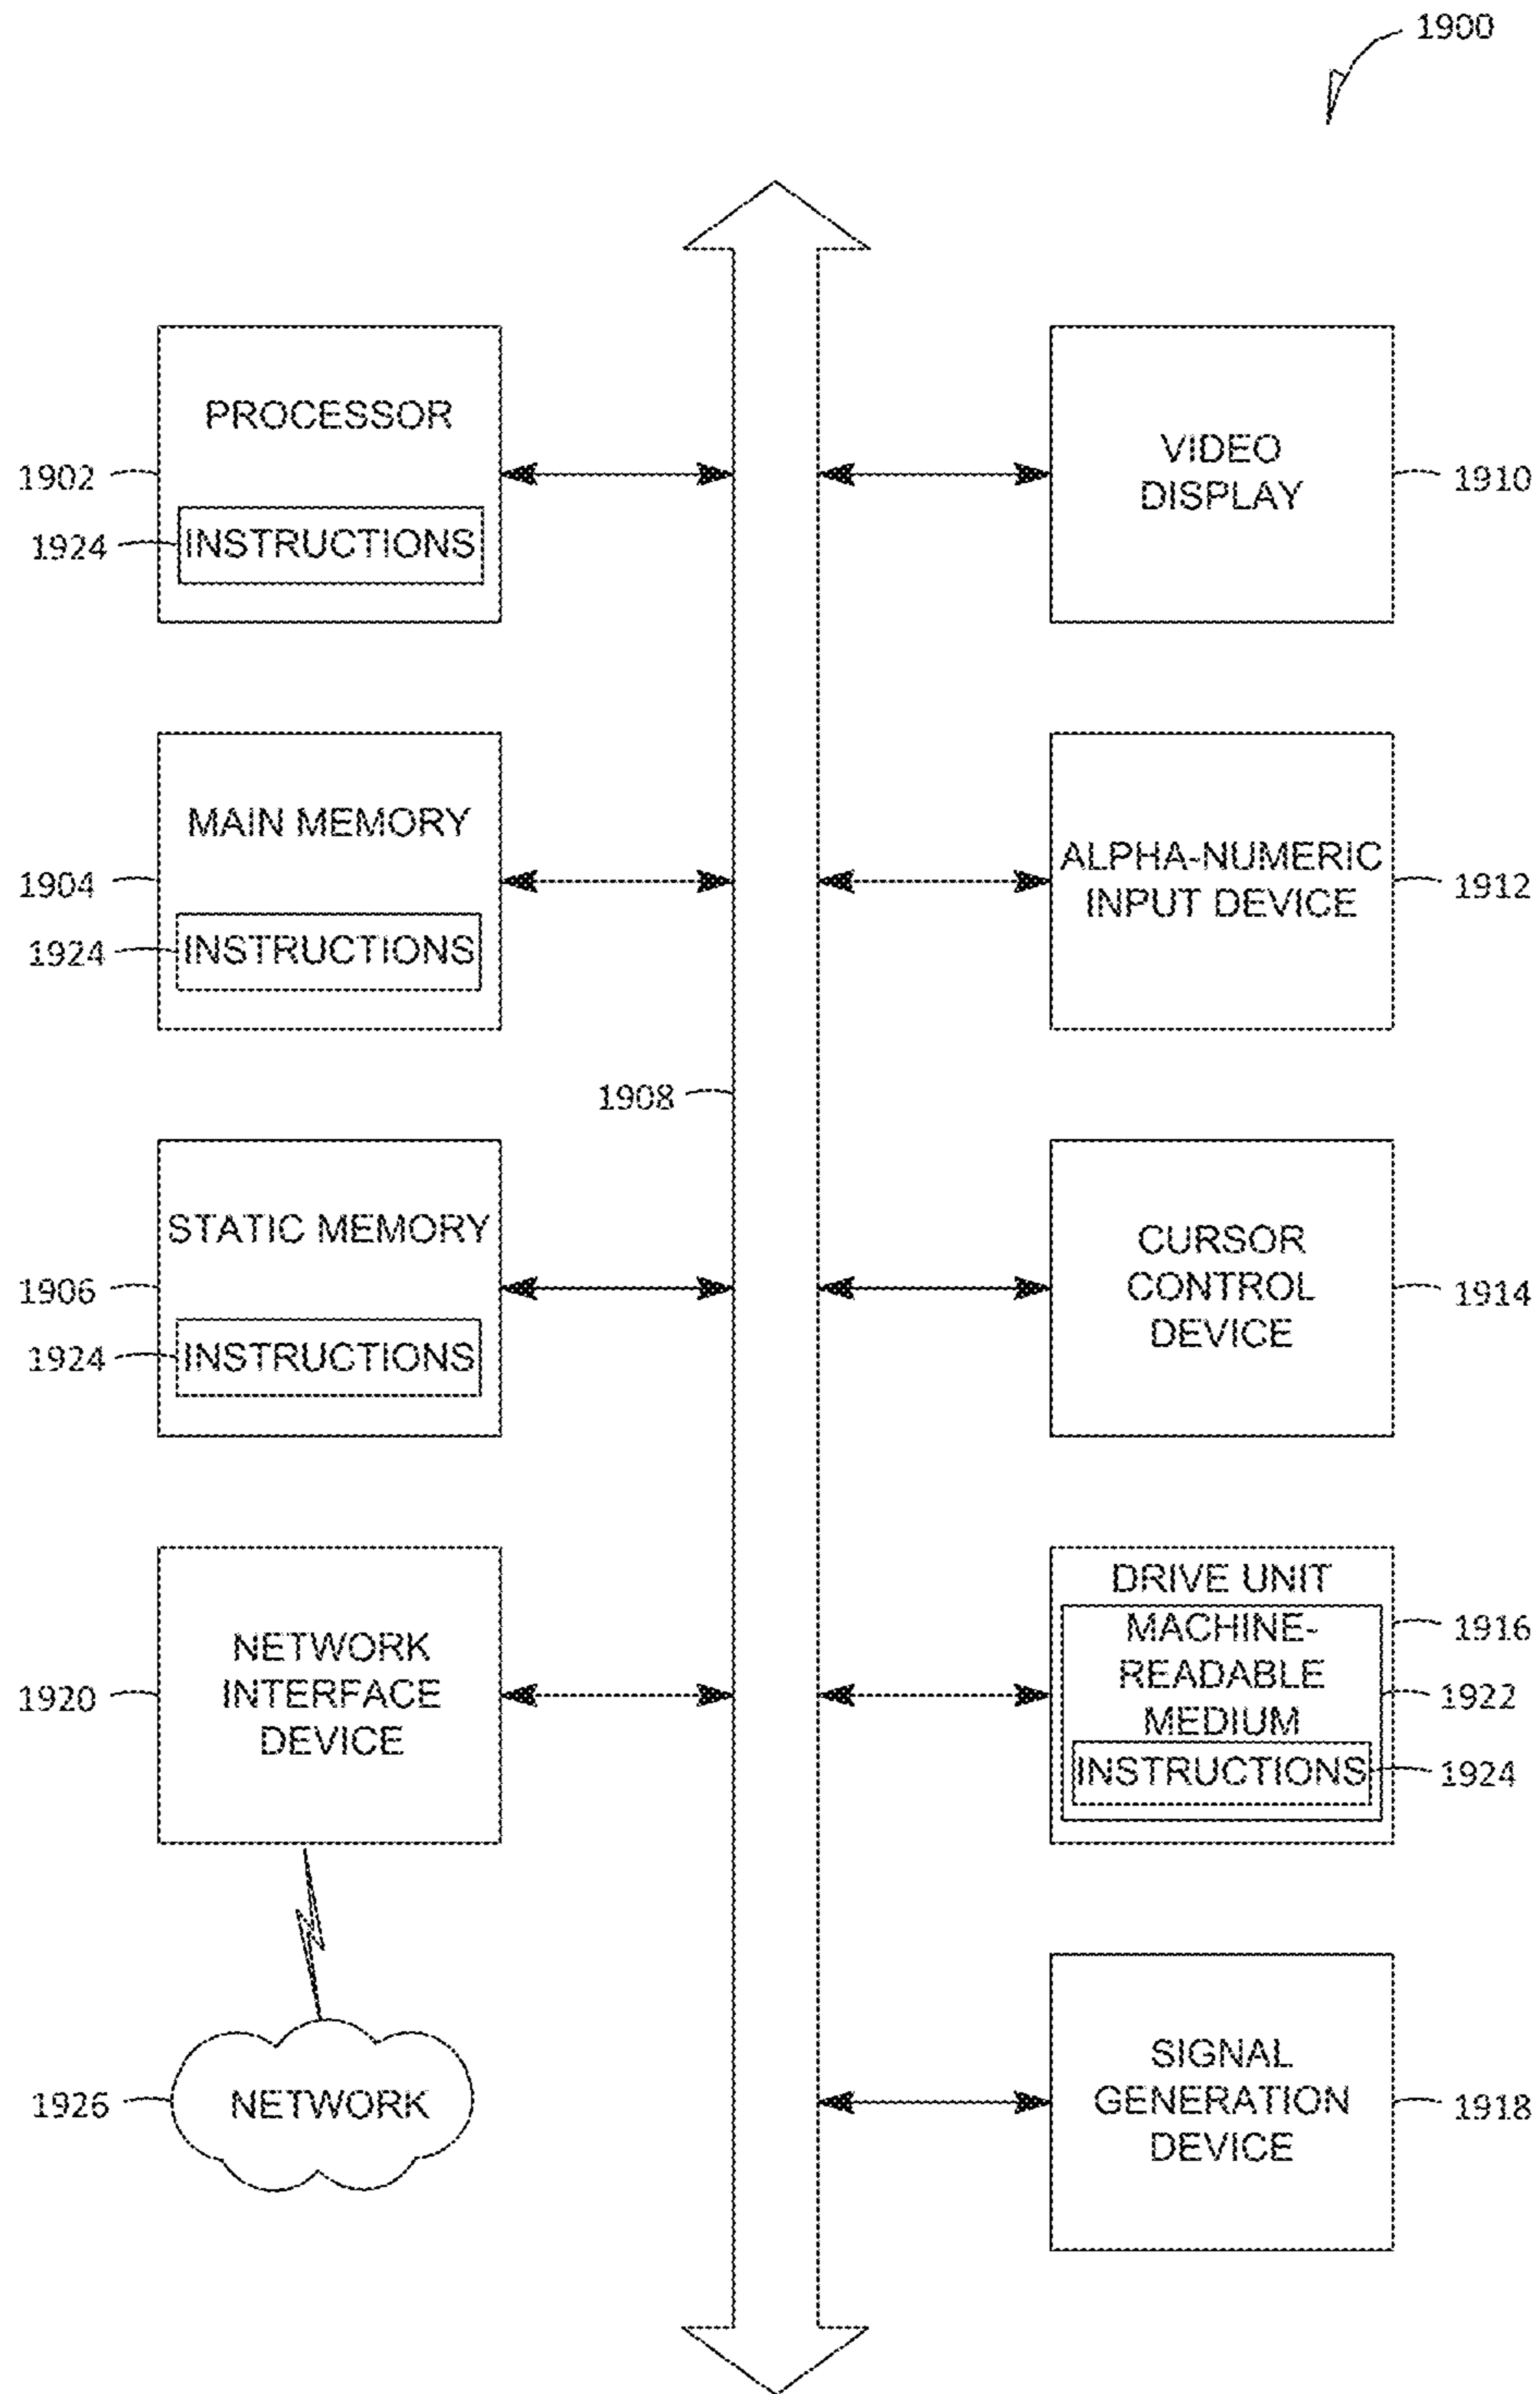 1900
PROCESSOR
1902
1924
INSTRUCTIONS
VIDEO
DISPLAY
1910
MAIN MEMORY
1904
1924
INSTRUCTIONS
ALPHA-NUMERIC
INPUT DEVICE
1912
1908
STATIC MEMORY
1906
1924
INSTRUCTIONS
CURSOR
CONTROL
DEVICE
1914
NETWORK
INTERFACE
DEVICE
1920
DRIVE UNIT
1916
MACHINE-
READABLE
MEDIUM
1922
INSTRUCTIONS
1924
NETWORK
1926
SIGNAL
GENERATION
DEVICE
1918